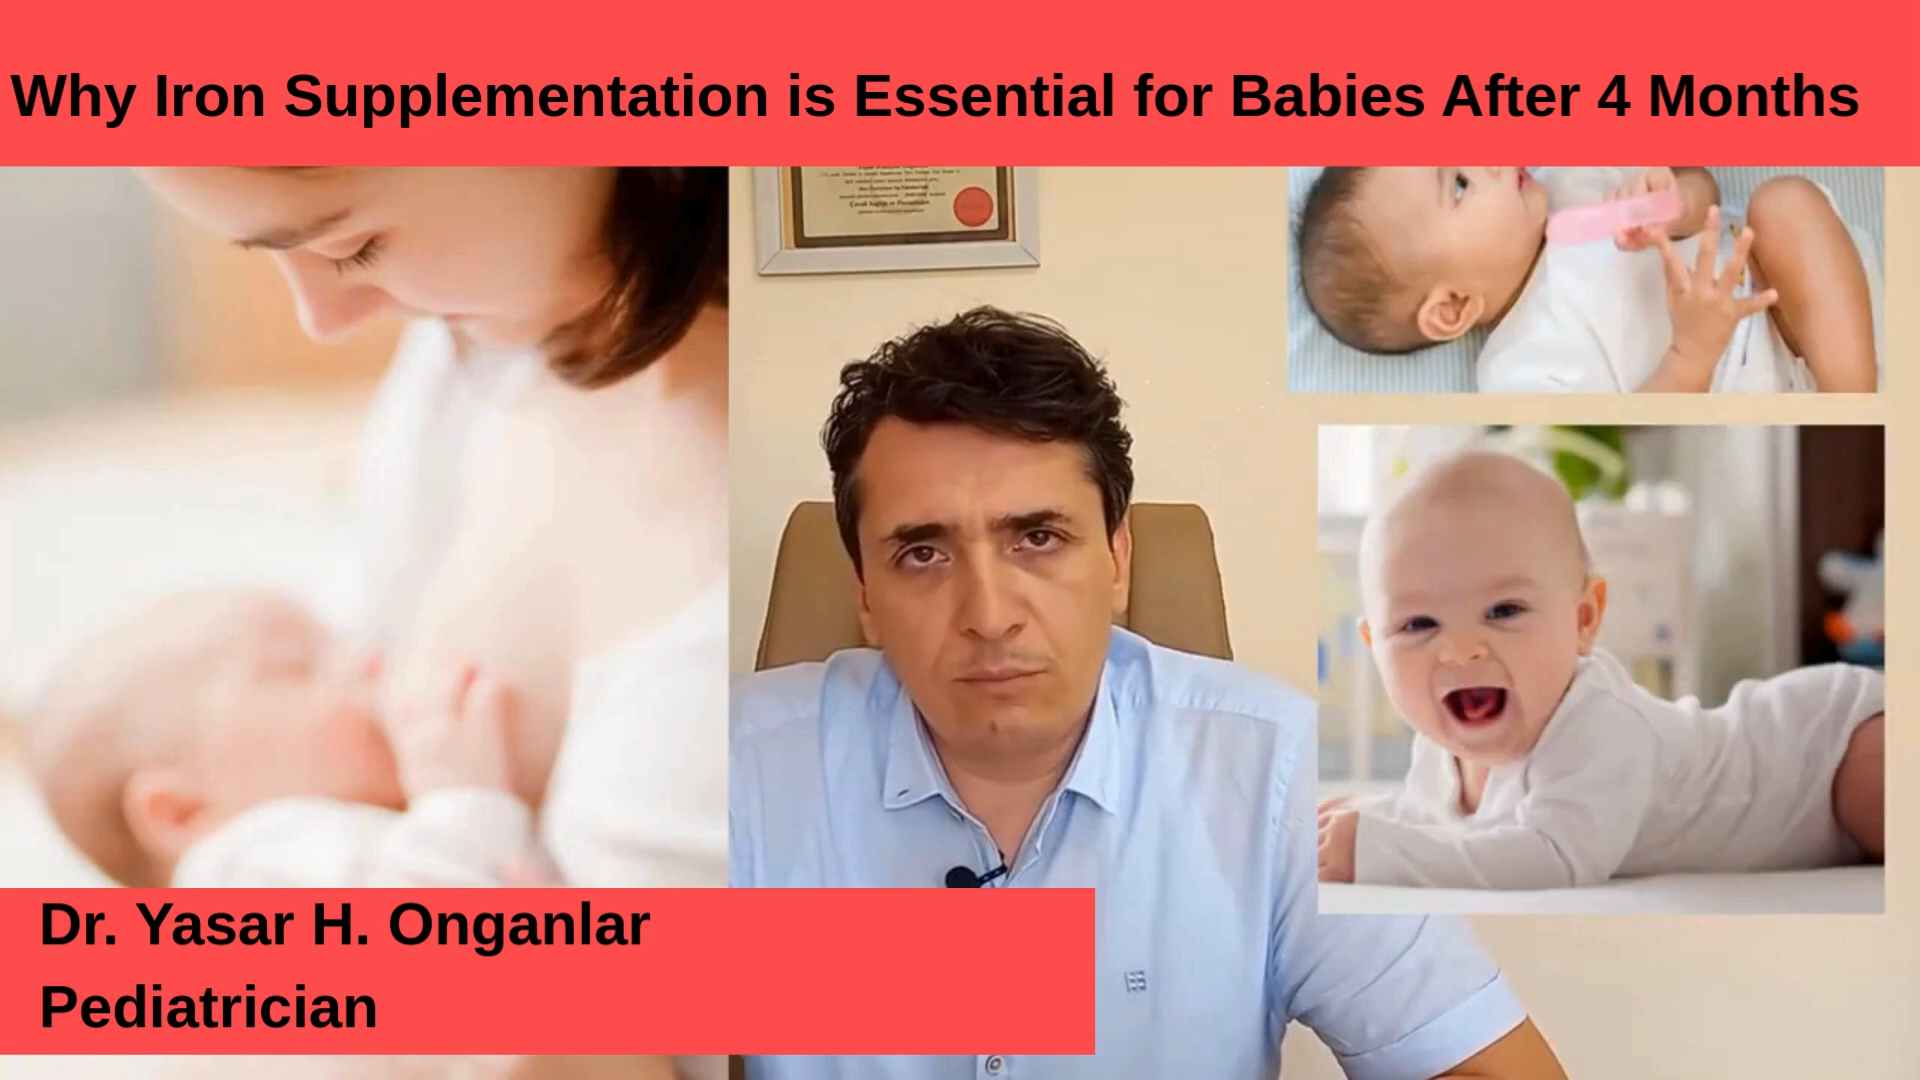 Why Iron Supplementation is Essential for Babies After 4 Months
Dr. Yasar H. Onganlar
Pediatrician